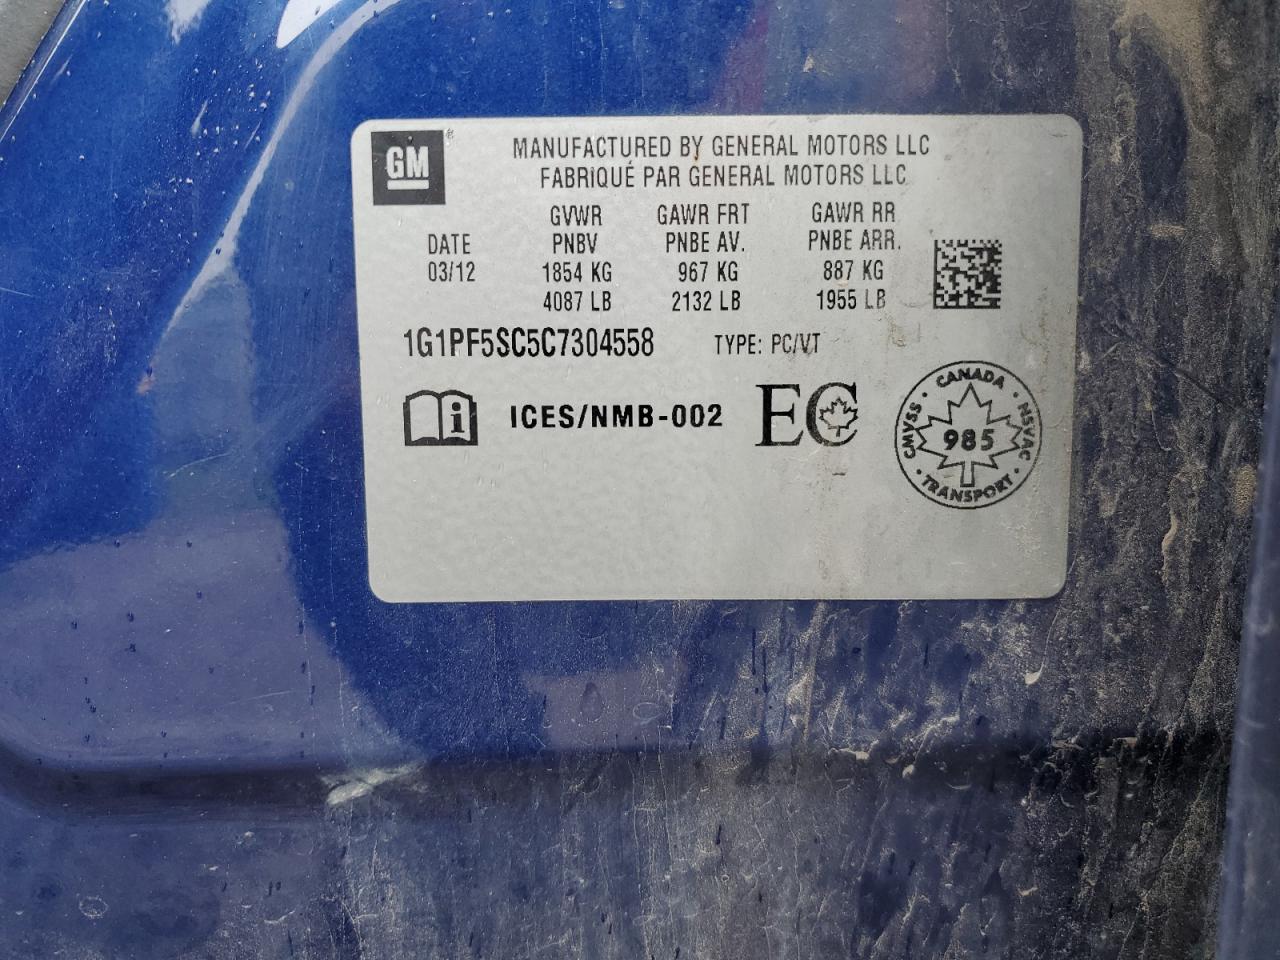 GM
MANUFACTURED BY GENERAL MOTORS LLC
FABRIQUÉ PAR GENERAL MOTORS LLC
GVWR GAWR FRT GAWR RR
DATE PNBV PNBE AV. PNBE ARR.
03/12 1854 KG 967 KG 887 KG
4087 LB 2132 LB 1955 LB
1G1PF5SC5C7304558 TYPE: PC/VT
i ICES/NMB-002 EC
CANADA
CMVSS 985 NSVAC
TRANSPORT